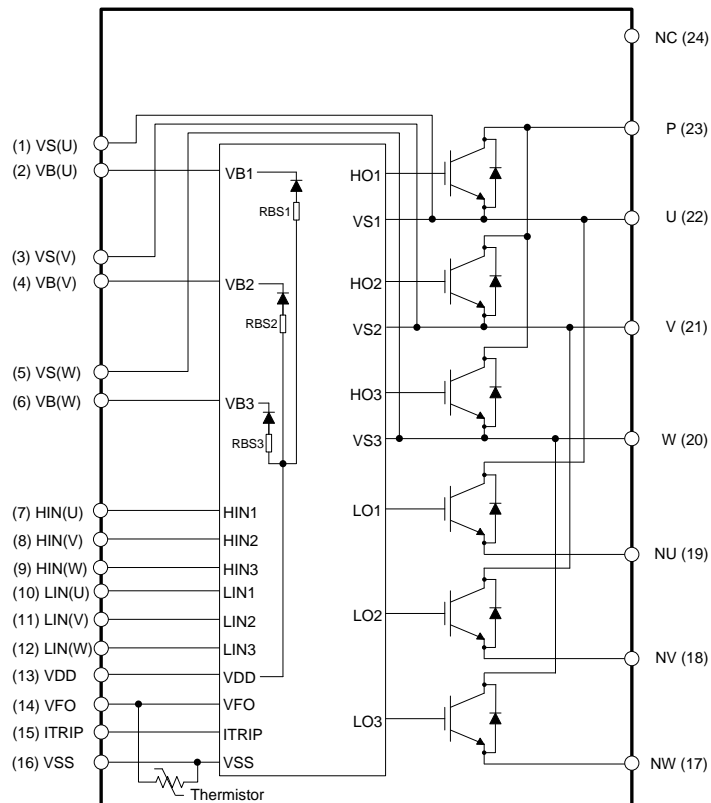 NC (24)
P (23)
(1) VS(U)
(2) VB(U)
VB1
HO1
RBS1
VS1
U (22)
(3) VS(V)
(4) VB(V)
VB2
HO2
RBS2
VS2
V (21)
(5) VS(W)
(6) VB(W)
VB3
HO3
RBS3
VS3
W (20)
(7) HIN(U)
HIN1
LO1
(8) HIN(V)
HIN2
NU (19)
(9) HIN(W)
HIN3
(10) LIN(U)
LIN1
(11) LIN(V)
LIN2
LO2
(12) LIN(W)
LIN3
NV (18)
(13) VDD
VDD
(14) VFO
VFO
LO3
(15) ITRIP
ITRIP
(16) VSS
VSS
NW (17)
Thermistor